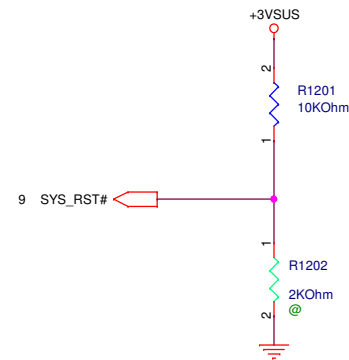 +3VSUS
2
R1201
10KOhm
1
9 SYS_RST#
1
R1202
2KOhm
@
2